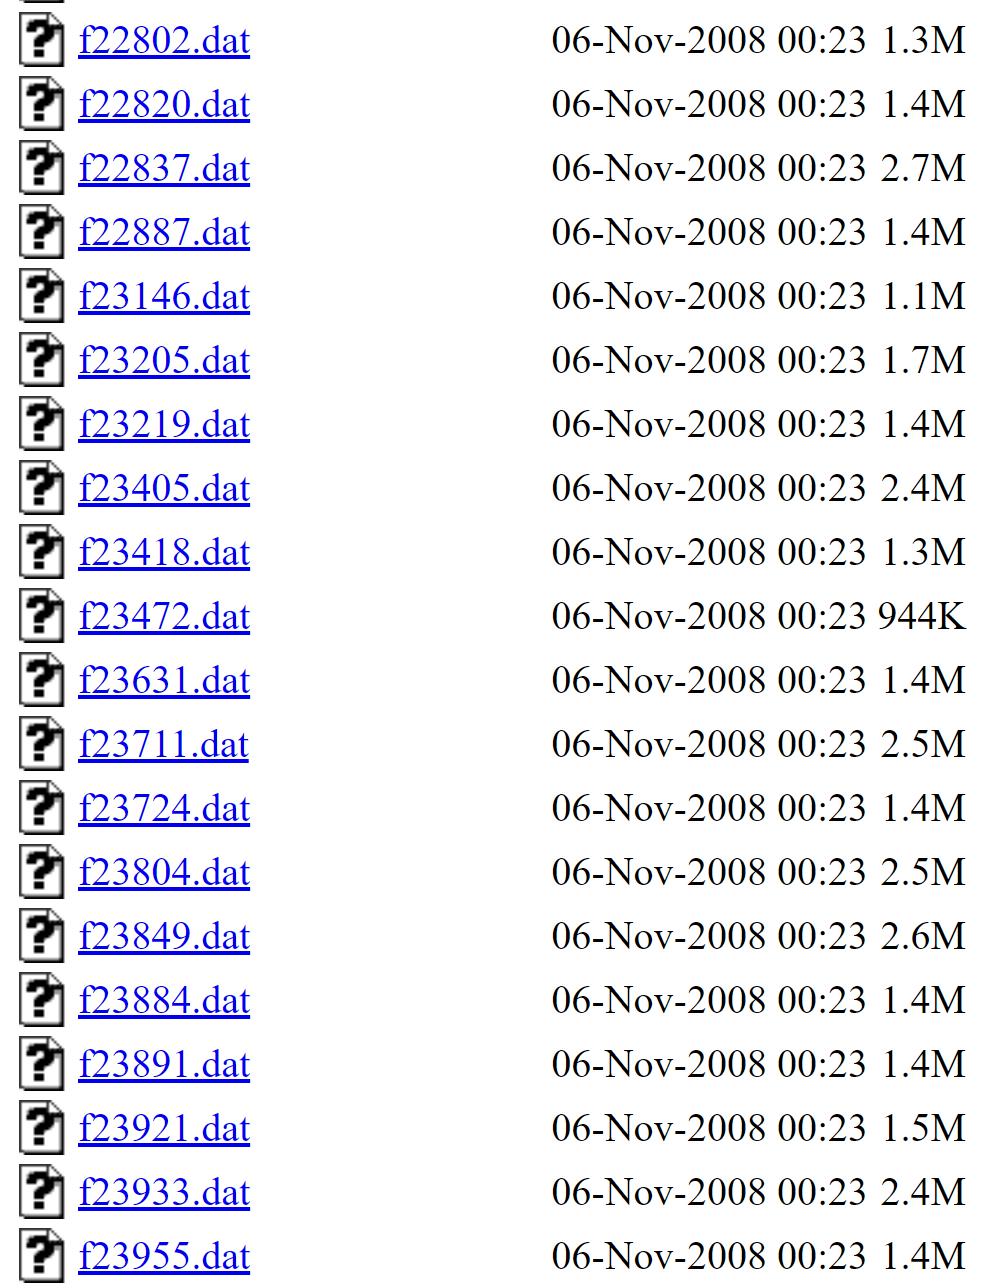 f22802.dat 06-Nov-2008 00:23 1.3M
f22820.dat 06-Nov-2008 00:23 1.4M
f22837.dat 06-Nov-2008 00:23 2.7M
f22887.dat 06-Nov-2008 00:23 1.4M
f23146.dat 06-Nov-2008 00:23 1.1M
f23205.dat 06-Nov-2008 00:23 1.7M
f23219.dat 06-Nov-2008 00:23 1.4M
f23405.dat 06-Nov-2008 00:23 2.4M
f23418.dat 06-Nov-2008 00:23 1.3M
f23472.dat 06-Nov-2008 00:23 944K
f23631.dat 06-Nov-2008 00:23 1.4M
f23711.dat 06-Nov-2008 00:23 2.5M
f23724.dat 06-Nov-2008 00:23 1.4M
f23804.dat 06-Nov-2008 00:23 2.5M
f23849.dat 06-Nov-2008 00:23 2.6M
f23884.dat 06-Nov-2008 00:23 1.4M
f23891.dat 06-Nov-2008 00:23 1.4M
f23921.dat 06-Nov-2008 00:23 1.5M
f23933.dat 06-Nov-2008 00:23 2.4M
f23955.dat 06-Nov-2008 00:23 1.4M